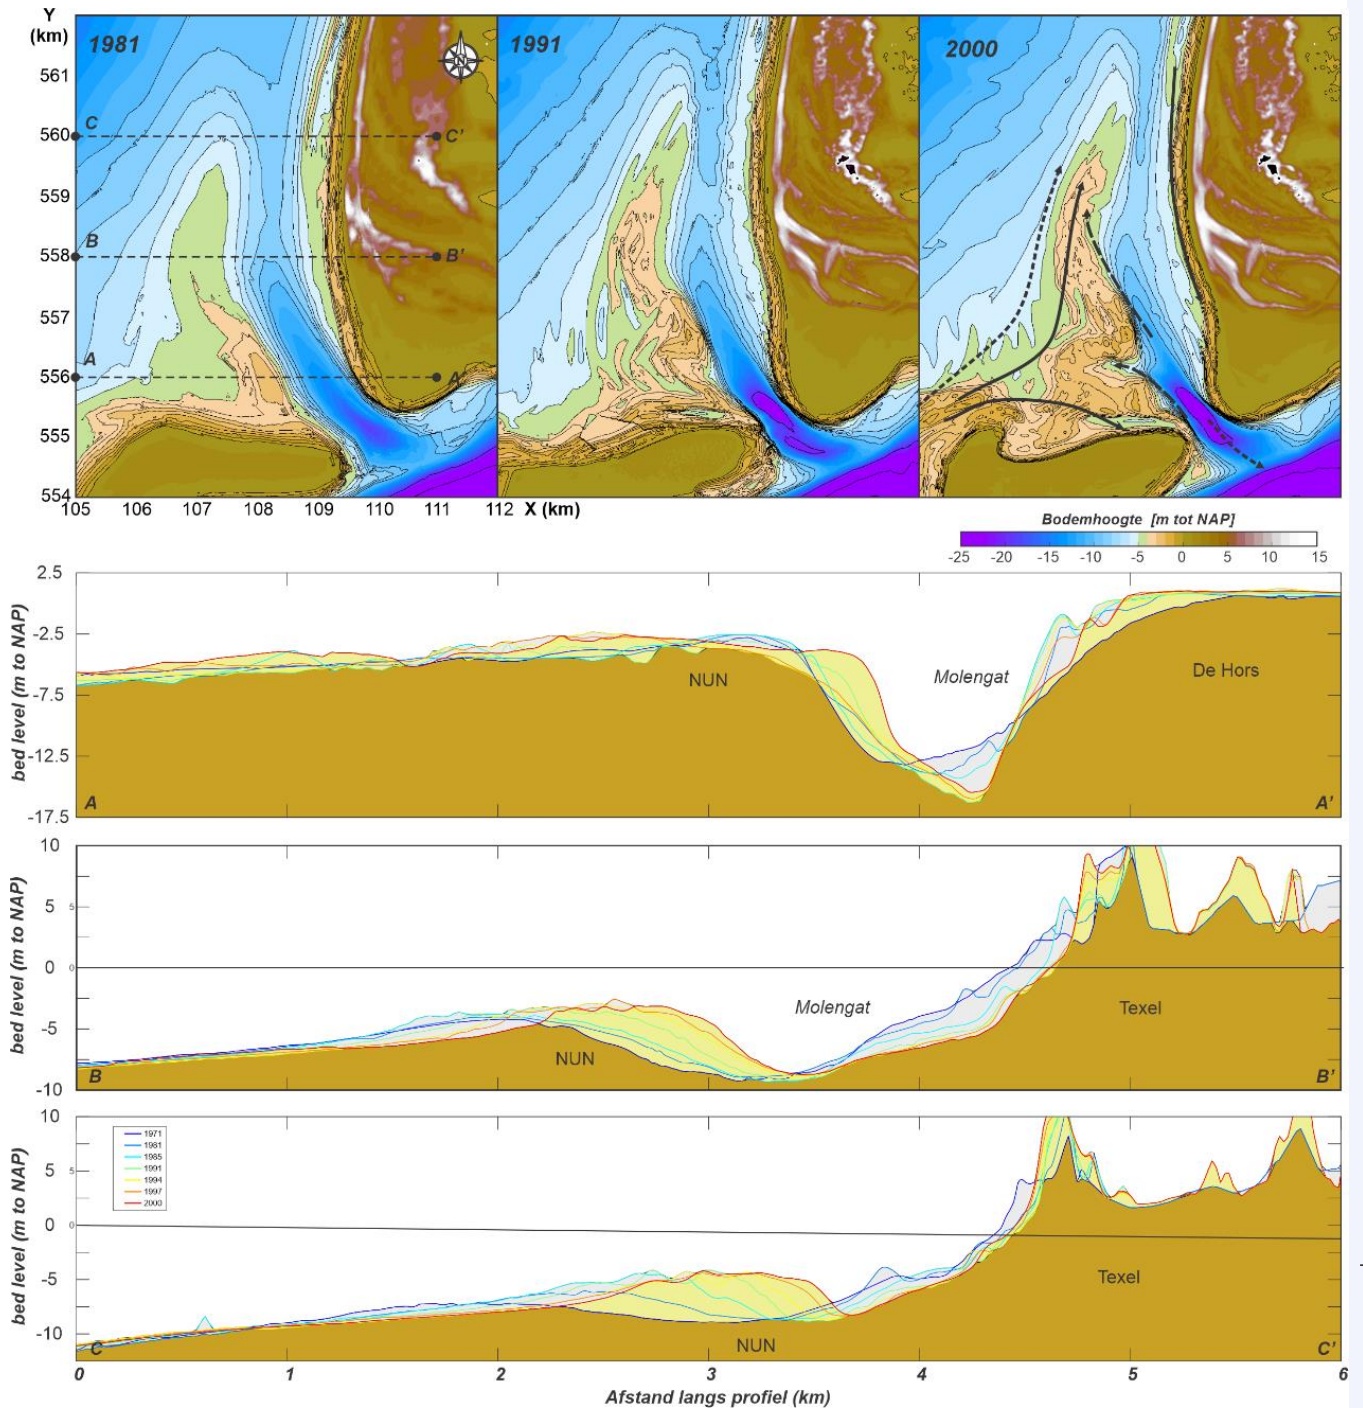 Y
(km)
1981
1991
2000
N
561
560
559
558
557
556
555
554
C
C'
B
B'
A
A
105
106
107
108
109
110
111
112
X (km)
Bodemhoogte [m tot NAP]
-25
-20
-15
-10
-5
0
5
10
15
2.5
-2.5
-7.5
-12.5
-17.5
bed level (m to NAP)
NUN
Molengat
De Hors
A
A'
10
5
0
-5
-10
5
0
bed level (m to NAP)
Molengat
NUN
Texel
B
B'
10
5
0
-5
-10
5
0
bed level (m to NAP)
1971
1981
1985
1991
1994
1997
2000
Texel
NUN
C
C'
0
1
2
3
4
5
6
Afstand langs profiel (km)